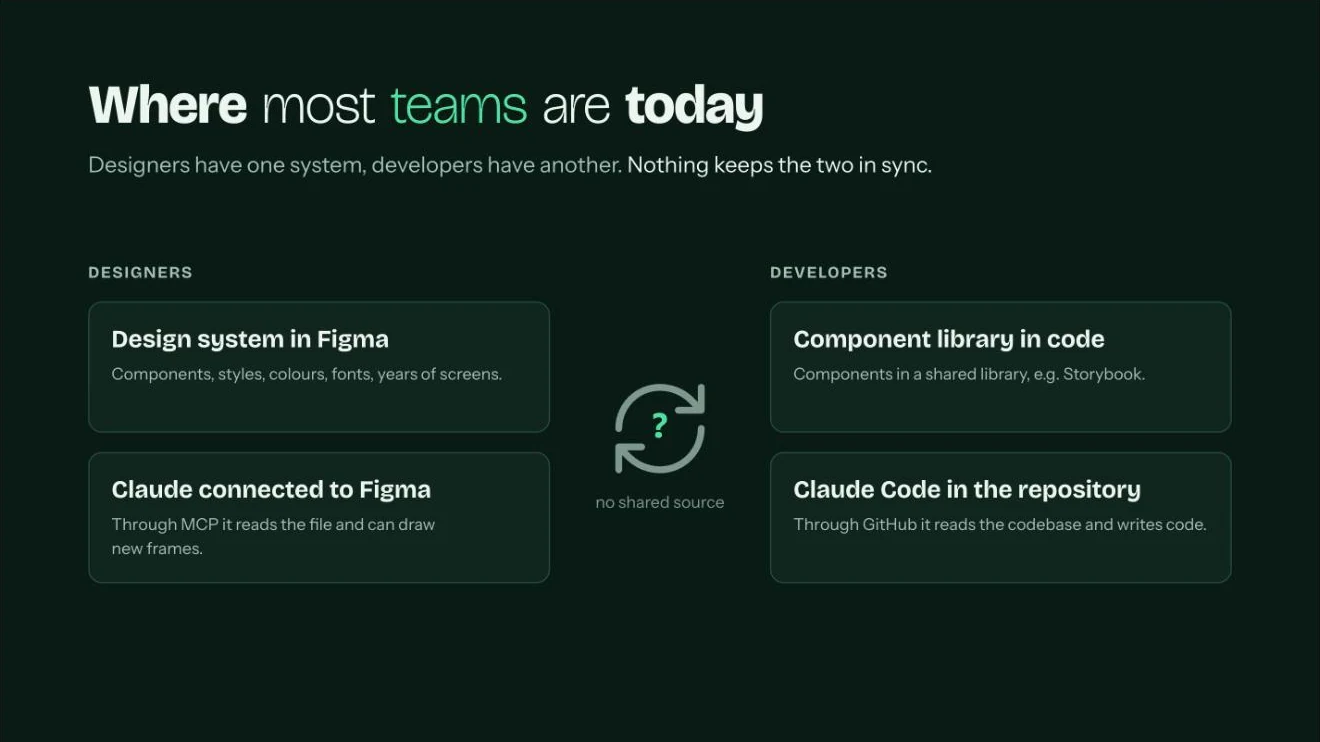 Where most teams are today
Designers have one system, developers have another. Nothing keeps the two in sync.
DESIGNERS
Design system in Figma
Components, styles, colours, fonts, years of screens.
Claude connected to Figma
Through MCP it reads the file and can draw
new frames.
?
no shared source
DEVELOPERS
Component library in code
Components in a shared library, e.g. Storybook.
Claude Code in the repository
Through GitHub it reads the codebase and writes code.